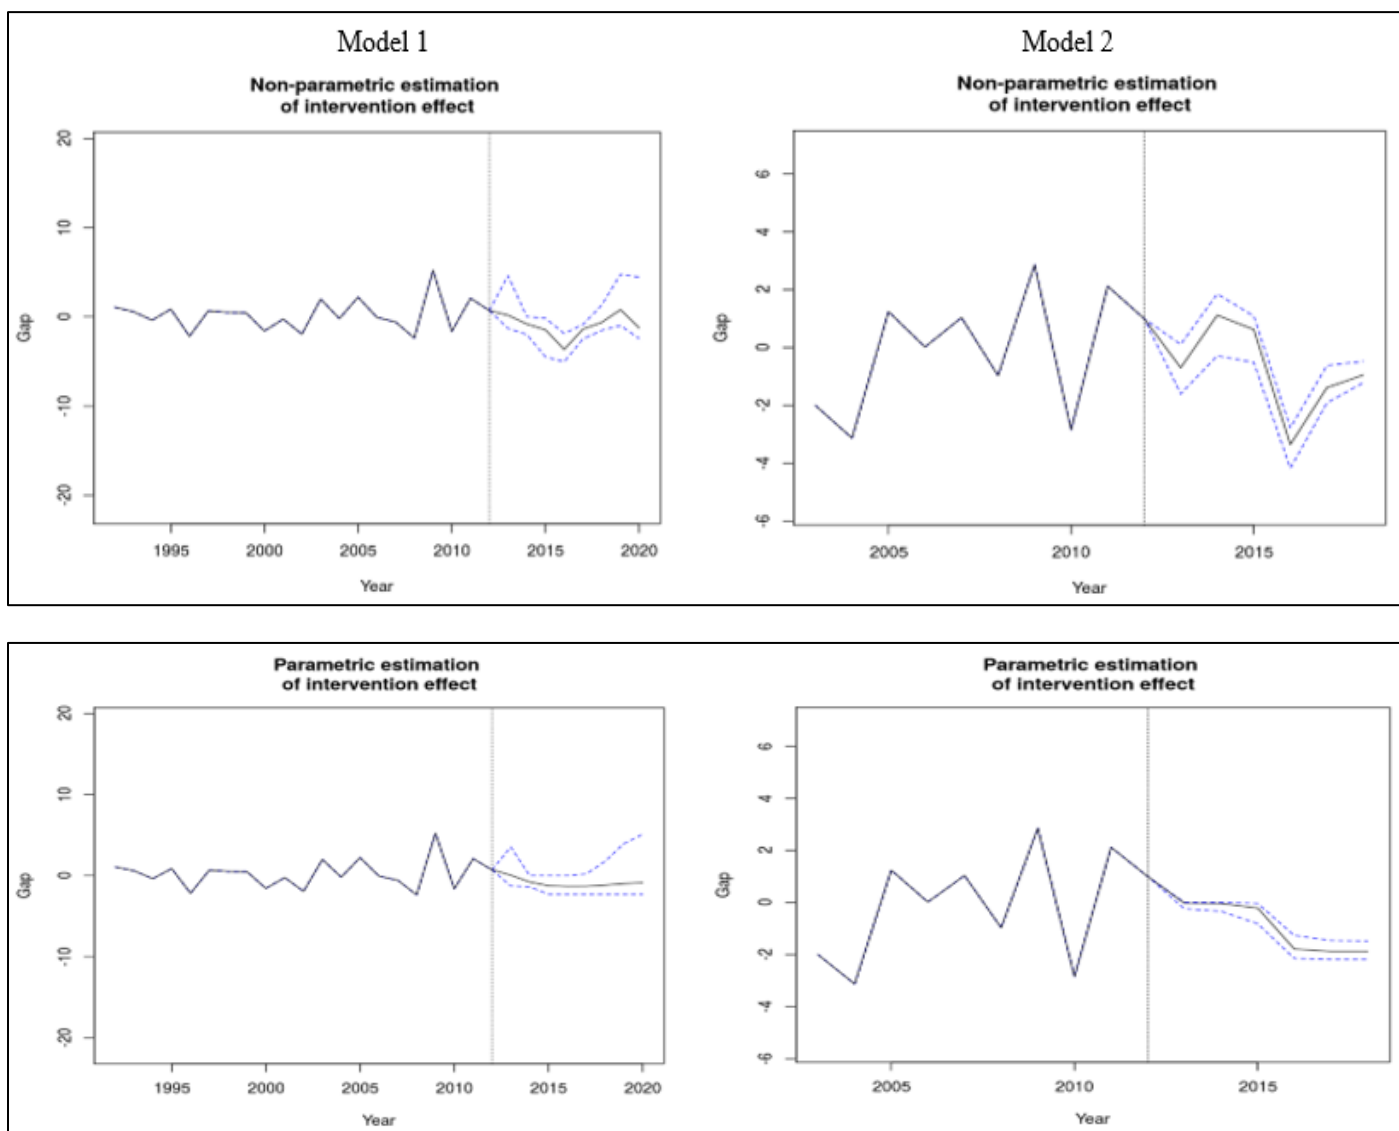 Model 1
Non-parametric estimation
of intervention effect
20
10
0
-10
-20
Gap
1995 2000 2005 2010 2015 2020
Year
Model 2
Non-parametric estimation
of intervention effect
6
4
2
0
-2
-4
-6
Gap
2005 2010 2015
Year
Parametric estimation
of intervention effect
20
10
0
-10
-20
Gap
1995 2000 2005 2010 2015 2020
Year
Parametric estimation
of intervention effect
6
4
2
0
-2
-4
-6
Gap
2005 2010 2015
Year